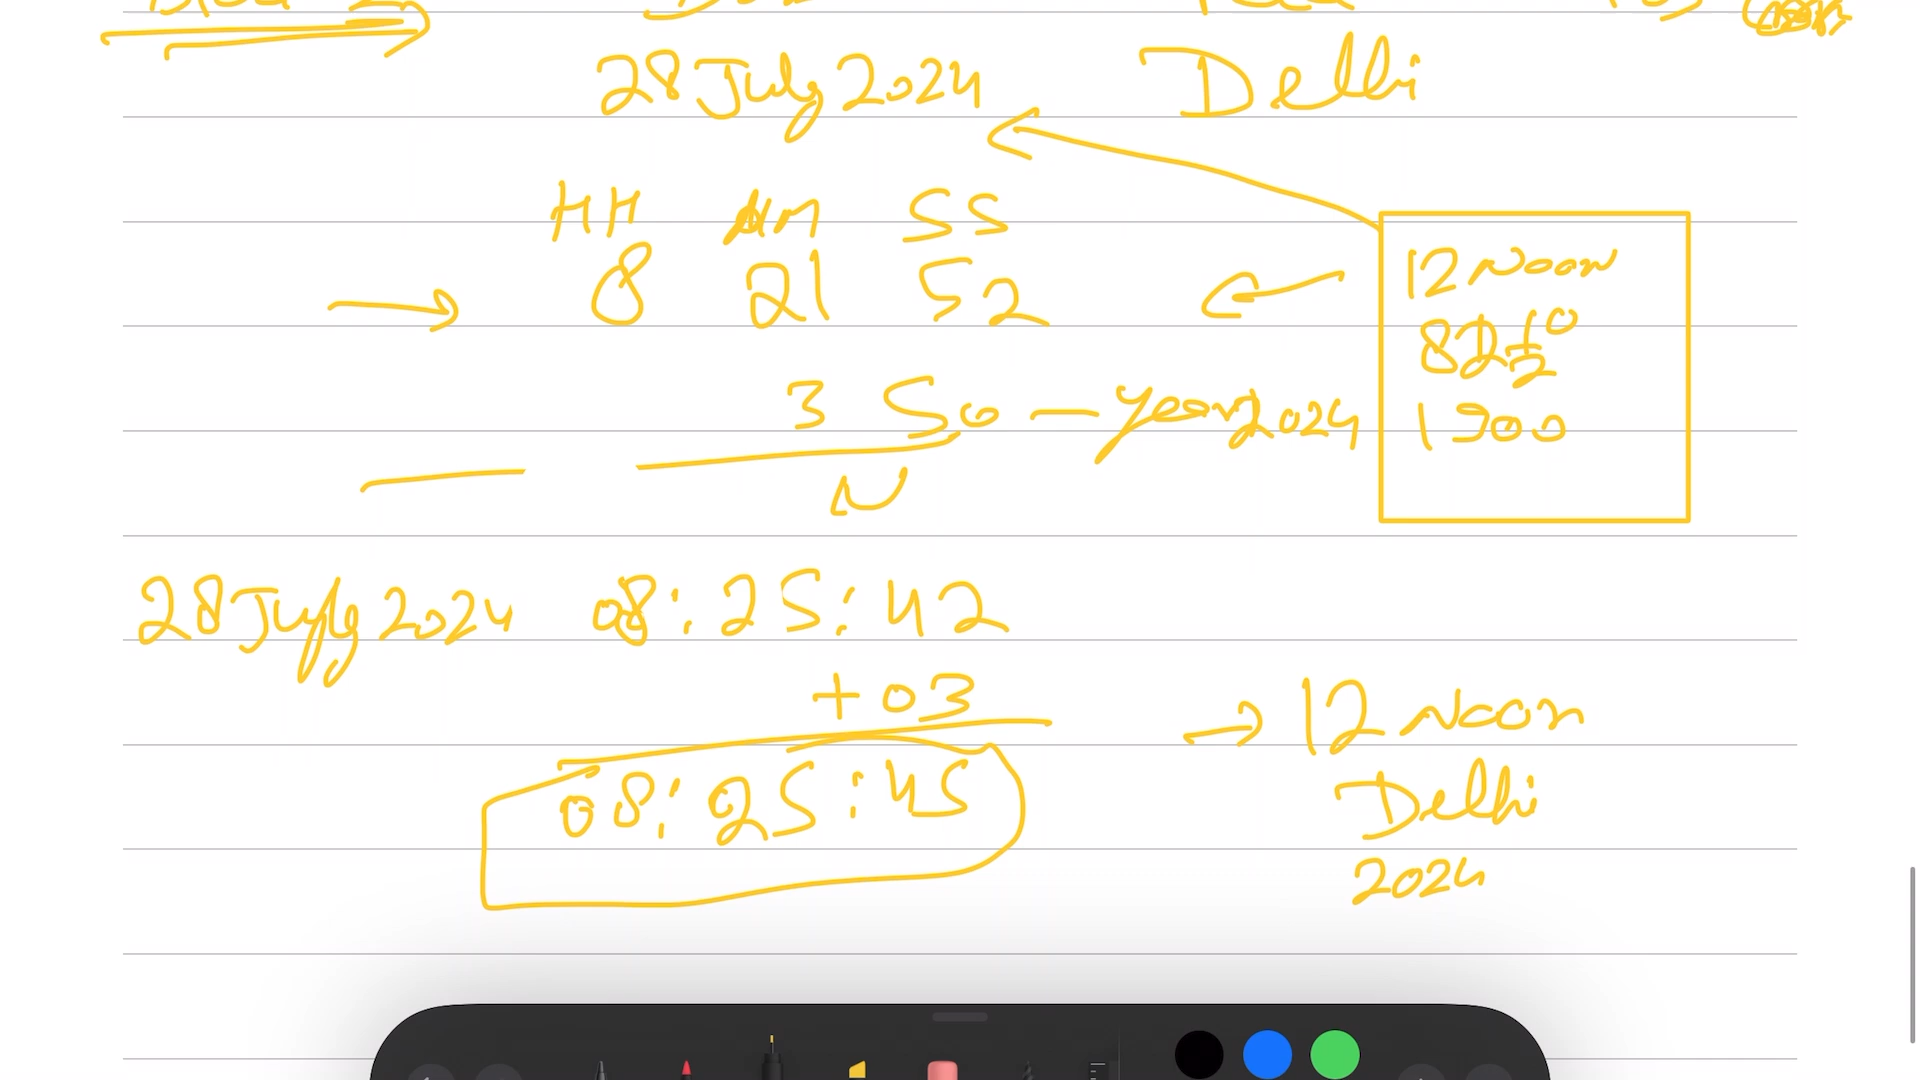 28 July 2024 Delhi
HH MM SS
8 21 52
12 Noon
82½°
1900
3 50 — year 2024
28 July 2024 08:25:42
+03
08:25:45
→ 12 Noon
Delhi
2024